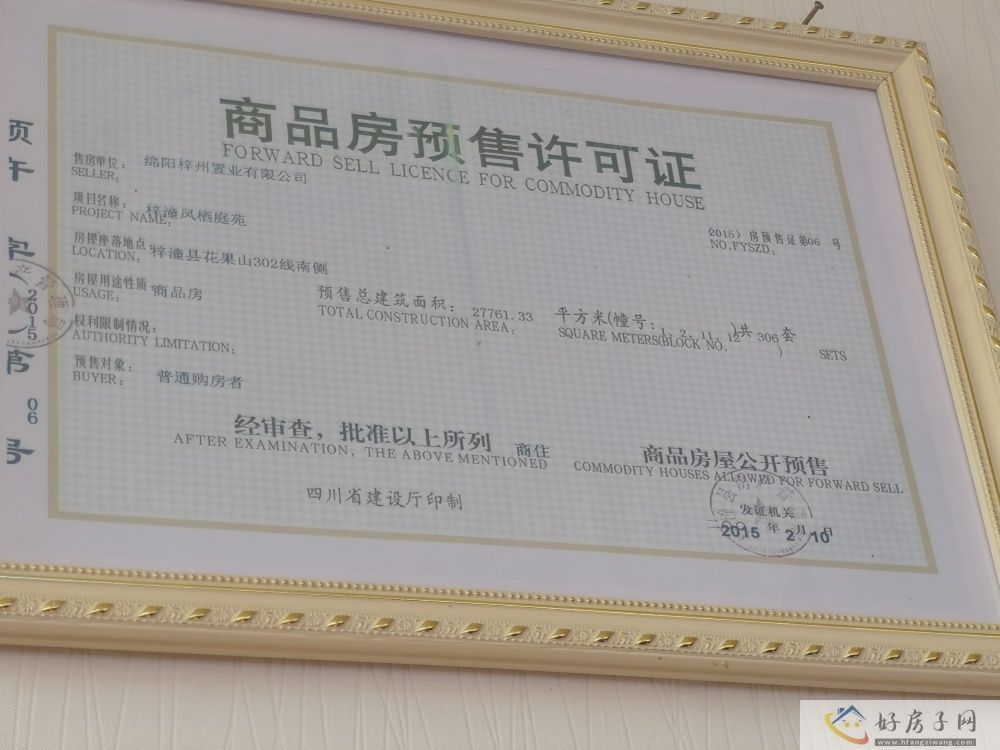 商品房预售许可证
FORWARD SELL LICENCE FOR COMMODITY HOUSE
售房单位： 绵阳梓州置业有限公司
SELLER:
项目名称： 梓潼风栖庭苑
PROJECT NAME:
2015）房预售证第06 号
NO.FYSZD:
房屋座落地点： 梓潼县花果山302线南侧
LOCATION:
房屋用途性质 商品房
USAGE:
预售总建筑面积： 27761.33 平方米(幢号：1、2、11、12 )共 306 套
TOTAL CONSTRUCTION AREA: SQUARE METERS(BLOCK NO. ) SETS
权利限制情况：
AUTHORITY LIMITATION:
预售对象： 普通购房者
BUYER:
经审查，批准以上所列 商住 商品房屋公开预售
AFTER EXAMINATION, THE ABOVE MENTIONED COMMODITY HOUSES ALLOWED FOR FORWARD SELL
四川省建设厅印制
发证机关
2015 年 2 月 10 日
2015
06
号
好房子网
www.hfangziwang.com